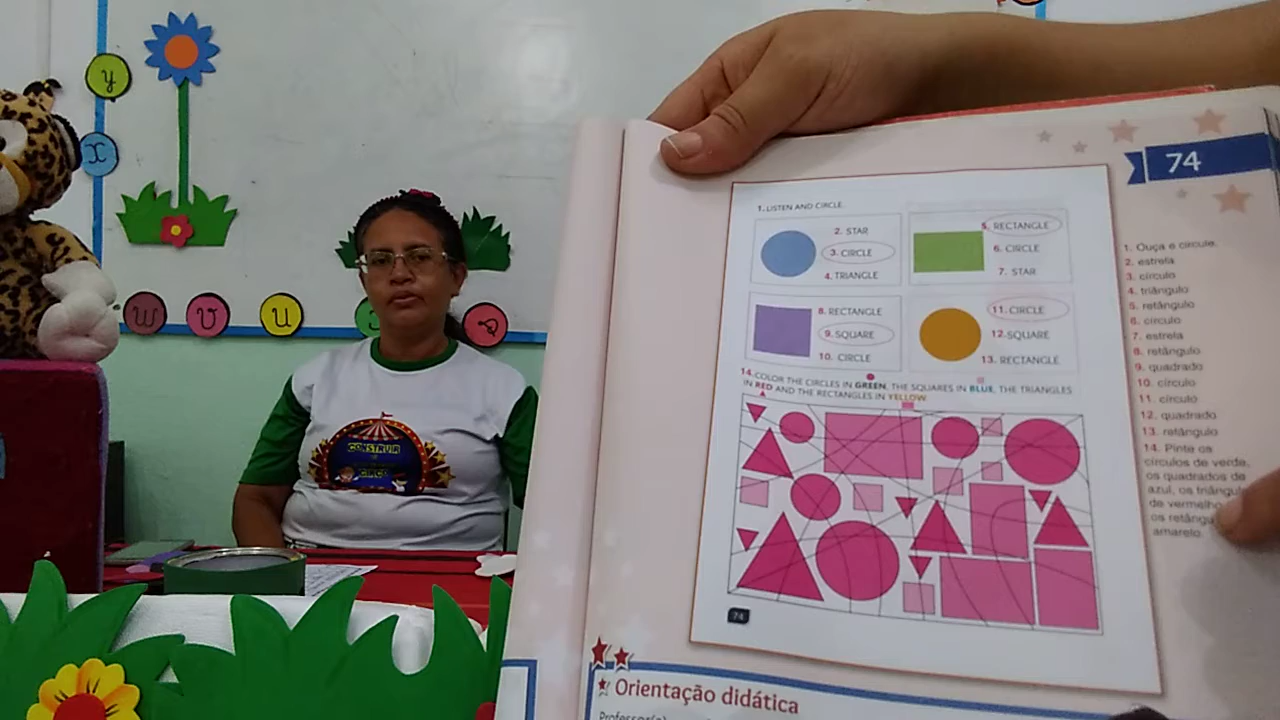 y
x
w
v
u
CONSTRUIR
CIRCO
74
1. LISTEN AND CIRCLE.
2. STAR
3. CIRCLE
4. TRIANGLE
5. RECTANGLE
6. CIRCLE
7. STAR
8. RECTANGLE
9. SQUARE
10. CIRCLE
11. CIRCLE
12. SQUARE
13. RECTANGLE
14. COLOR THE CIRCLES IN GREEN, THE SQUARES IN BLUE, THE TRIANGLES
IN RED AND THE RECTANGLES IN YELLOW.
74
1. Ouça e circule.
2. estrela
3. círculo
4. triângulo
5. retângulo
6. círculo
7. estrela
8. retângulo
9. quadrado
10. círculo
11. círculo
12. quadrado
13. retângulo
14. Pinte os
círculos de verde,
os quadrados de
azul, os triângu
de vermelho
os retângu
amarelo.
Orientação didática